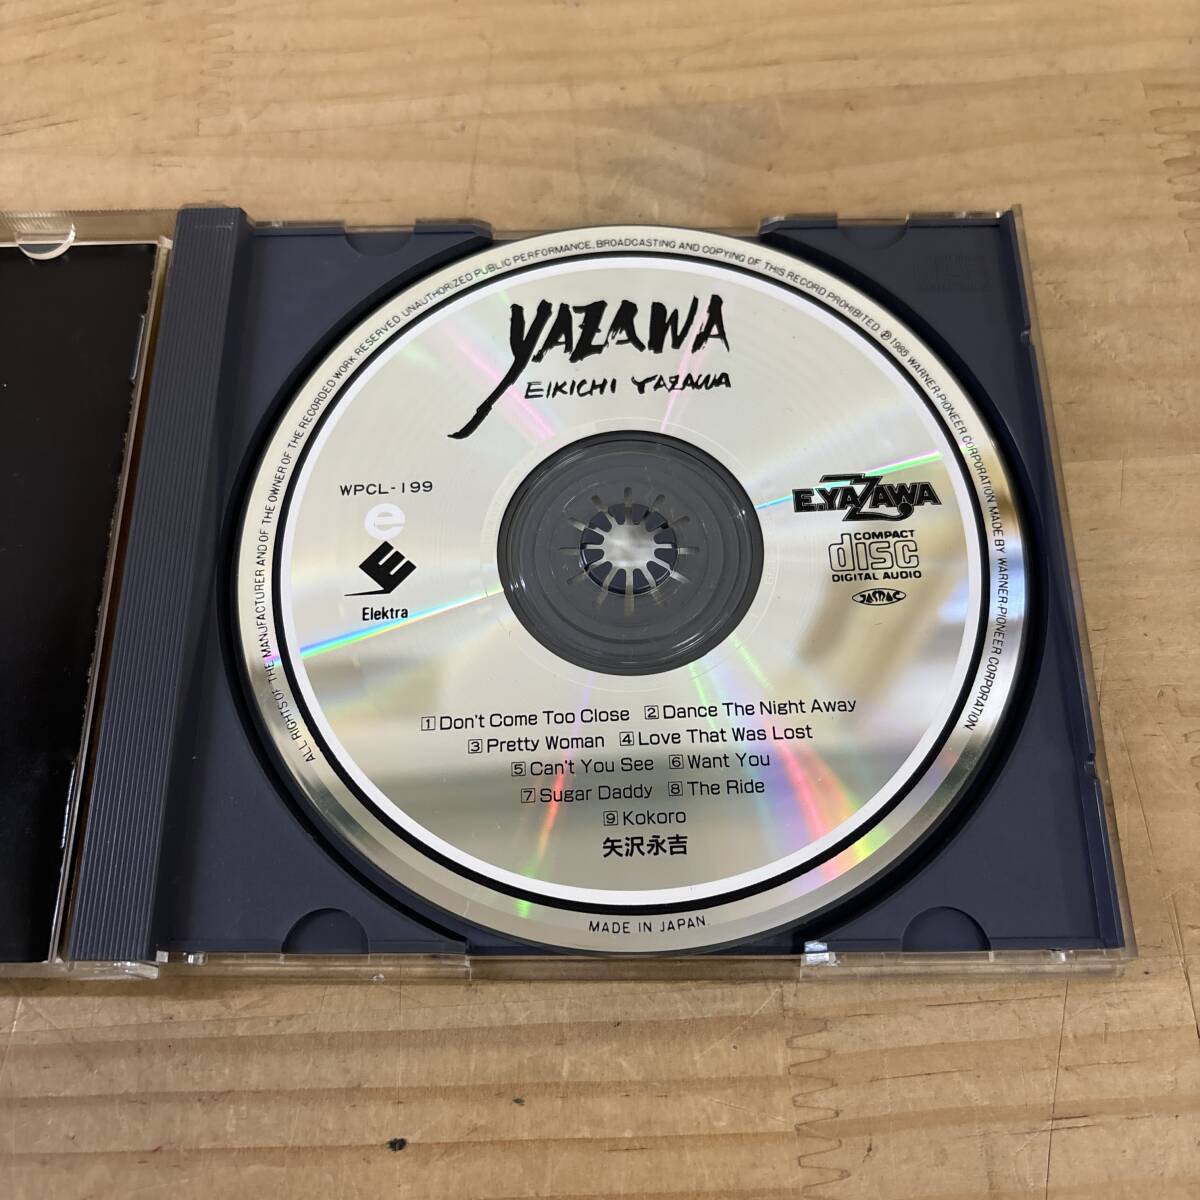 YAZAWA
EIKICHI YAZAWA
WPCL-199
e
Elektra
E.YAZAWA
COMPACT
disc
DIGITAL AUDIO
JASRAC
1 Don't Come Too Close 2 Dance The Night Away
3 Pretty Woman 4 Love That Was Lost
5 Can't You See 6 Want You
7 Sugar Daddy 8 The Ride
9 Kokoro
矢沢永吉
ALL RIGHTS OF THE MANUFACTURER AND OF THE OWNER OF THE RECORDED WORK RESERVED. UNAUTHORIZED PUBLIC PERFORMANCE, BROADCASTING AND COPYING OF THIS RECORD PROHIBITED. ℗1985 WARNER-PIONEER CORPORATION MADE BY WARNER-PIONEER CORPORATION
MADE IN JAPAN.